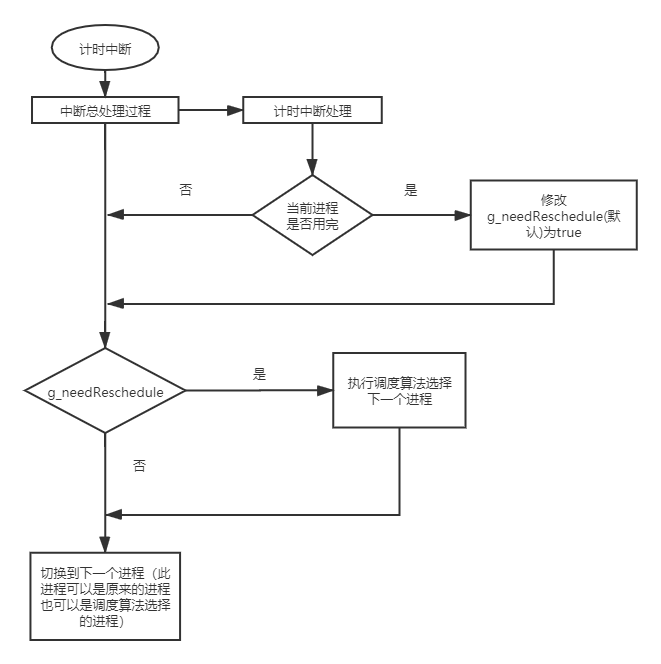 计时中断
中断总处理过程
计时中断处理
否
是
当前进程
是否用完
修改
g_needReschedule(默
认)为true
g_needReschedule
是
执行调度算法选择
下一个进程
否
切换到下一个进程（此
进程可以是原来的进程
也可以是调度算法选择
的进程）